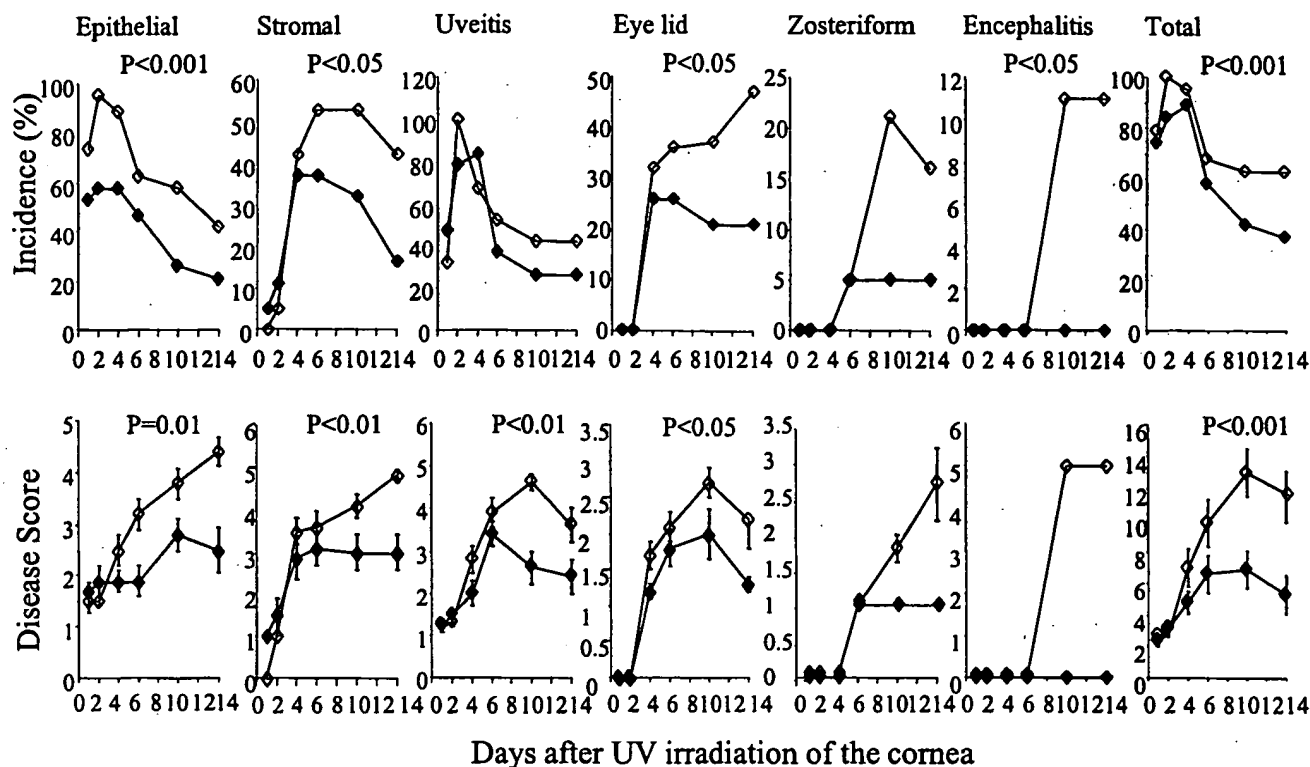 Epithelial Stromal Uveitis Eye lid Zosteriform Encephalitis Total
P<0.001 P<0.05 P<0.05 P<0.05 P<0.001
Incidence (%)
100 80 60 40 20 0
60 50 40 30 20 10 0
120 100 80 60 40 20 0
50 40 30 20 10 0
25 20 15 10 5 0
12 10 8 6 4 2 0
100 80 60 40 20 0
0 2 4 6 8 10 12 14 0 2 4 6 8 10 12 14 0 2 4 6 8 10 12 14 0 2 4 6 8 10 12 14 0 2 4 6 8 10 12 14 0 2 4 6 8 10 12 14 0 2 4 6 8 10 12 14
P=0.01 P<0.01 P<0.01 P<0.05 P<0.001
Disease Score
5 4 3 2 1 0
6 5 4 3 2 1 0
6 5 4 3 2 1 0
3.5 3 2.5 2 1.5 1 0.5 0
3.5 3 2.5 2 1.5 1 0.5 0
6 5 4 3 2 1 0
16 14 12 10 8 6 4 2 0
0 2 4 6 8 10 12 14 0 2 4 6 8 10 12 14 0 2 4 6 8 10 12 14 0 2 4 6 8 10 12 14 0 2 4 6 8 10 12 14 0 2 4 6 8 10 12 14 0 2 4 6 8 10 12 14
Days after UV irradiation of the cornea